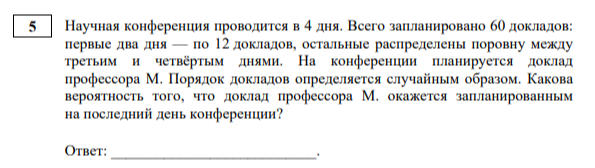 5
Научная конференция проводится в 4 дня. Всего запланировано 60 докладов:
первые два дня — по 12 докладов, остальные распределены поровну между
третьим и четвёртым днями. На конференции планируется доклад
профессора М. Порядок докладов определяется случайным образом. Какова
вероятность того, что доклад профессора М. окажется запланированным
на последний день конференции?
Ответ: ___________________________.